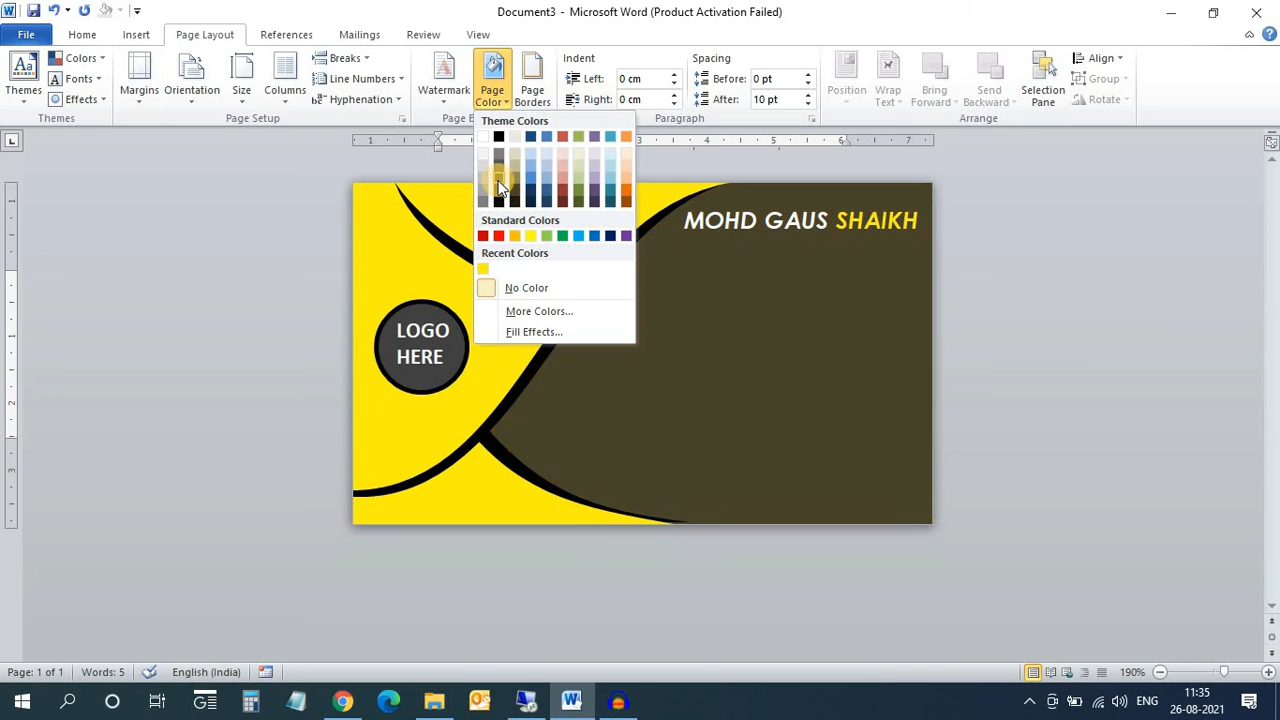 Document3 - Microsoft Word (Product Activation Failed)
File Home Insert Page Layout References Mailings Review View
Themes
Colors
Fonts
Effects
Themes
Margins
Orientation
Size
Columns
Breaks
Line Numbers
Hyphenation
Page Setup
Watermark
Page Color
Page Borders
Indent
Left: 0 cm
Right: 0 cm
Spacing
Before: 0 pt
After: 10 pt
Paragraph
Position
Wrap Text
Bring Forward
Send Backward
Selection Pane
Align
Group
Rotate
Arrange
Theme Colors
Standard Colors
Recent Colors
No Color
More Colors...
Fill Effects...
MOHD GAUS SHAIKH
LOGO
HERE
Page: 1 of 1 Words: 5 English (India) 190%
ENG
11:35
26-08-2021